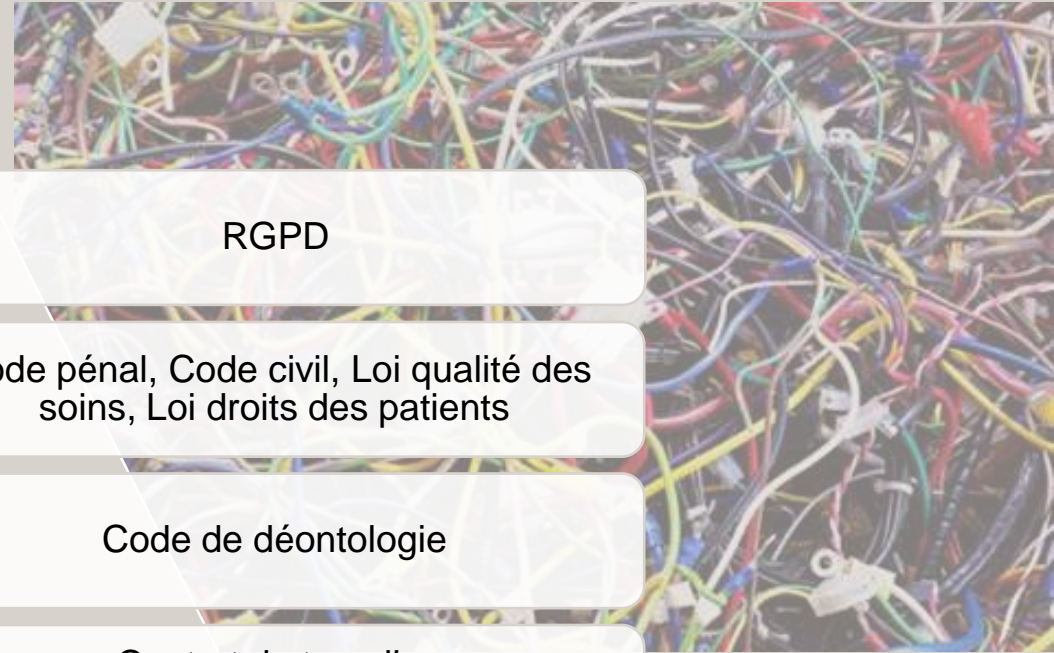 RGPD
ode pénal, Code civil, Loi qualité des
soins, Loi droits des patients
Code de déontologie